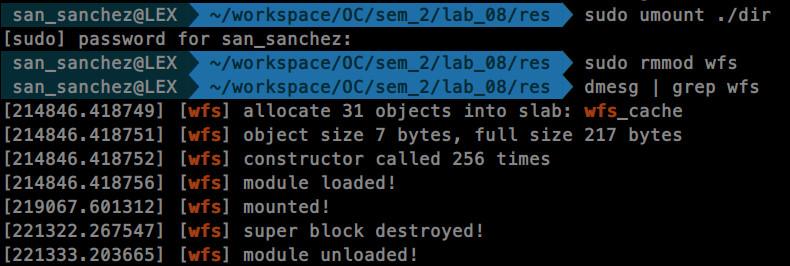 san_sanchez@LEX ~/workspace/OC/sem_2/lab_08/res sudo umount ./dir
[sudo] password for san_sanchez:
san_sanchez@LEX ~/workspace/OC/sem_2/lab_08/res sudo rmmod wfs
san_sanchez@LEX ~/workspace/OC/sem_2/lab_08/res dmesg | grep wfs
[214846.418749] [wfs] allocate 31 objects into slab: wfs_cache
[214846.418751] [wfs] object size 7 bytes, full size 217 bytes
[214846.418752] [wfs] constructor called 256 times
[214846.418756] [wfs] module loaded!
[219067.601312] [wfs] mounted!
[221322.267547] [wfs] super block destroyed!
[221333.203665] [wfs] module unloaded!